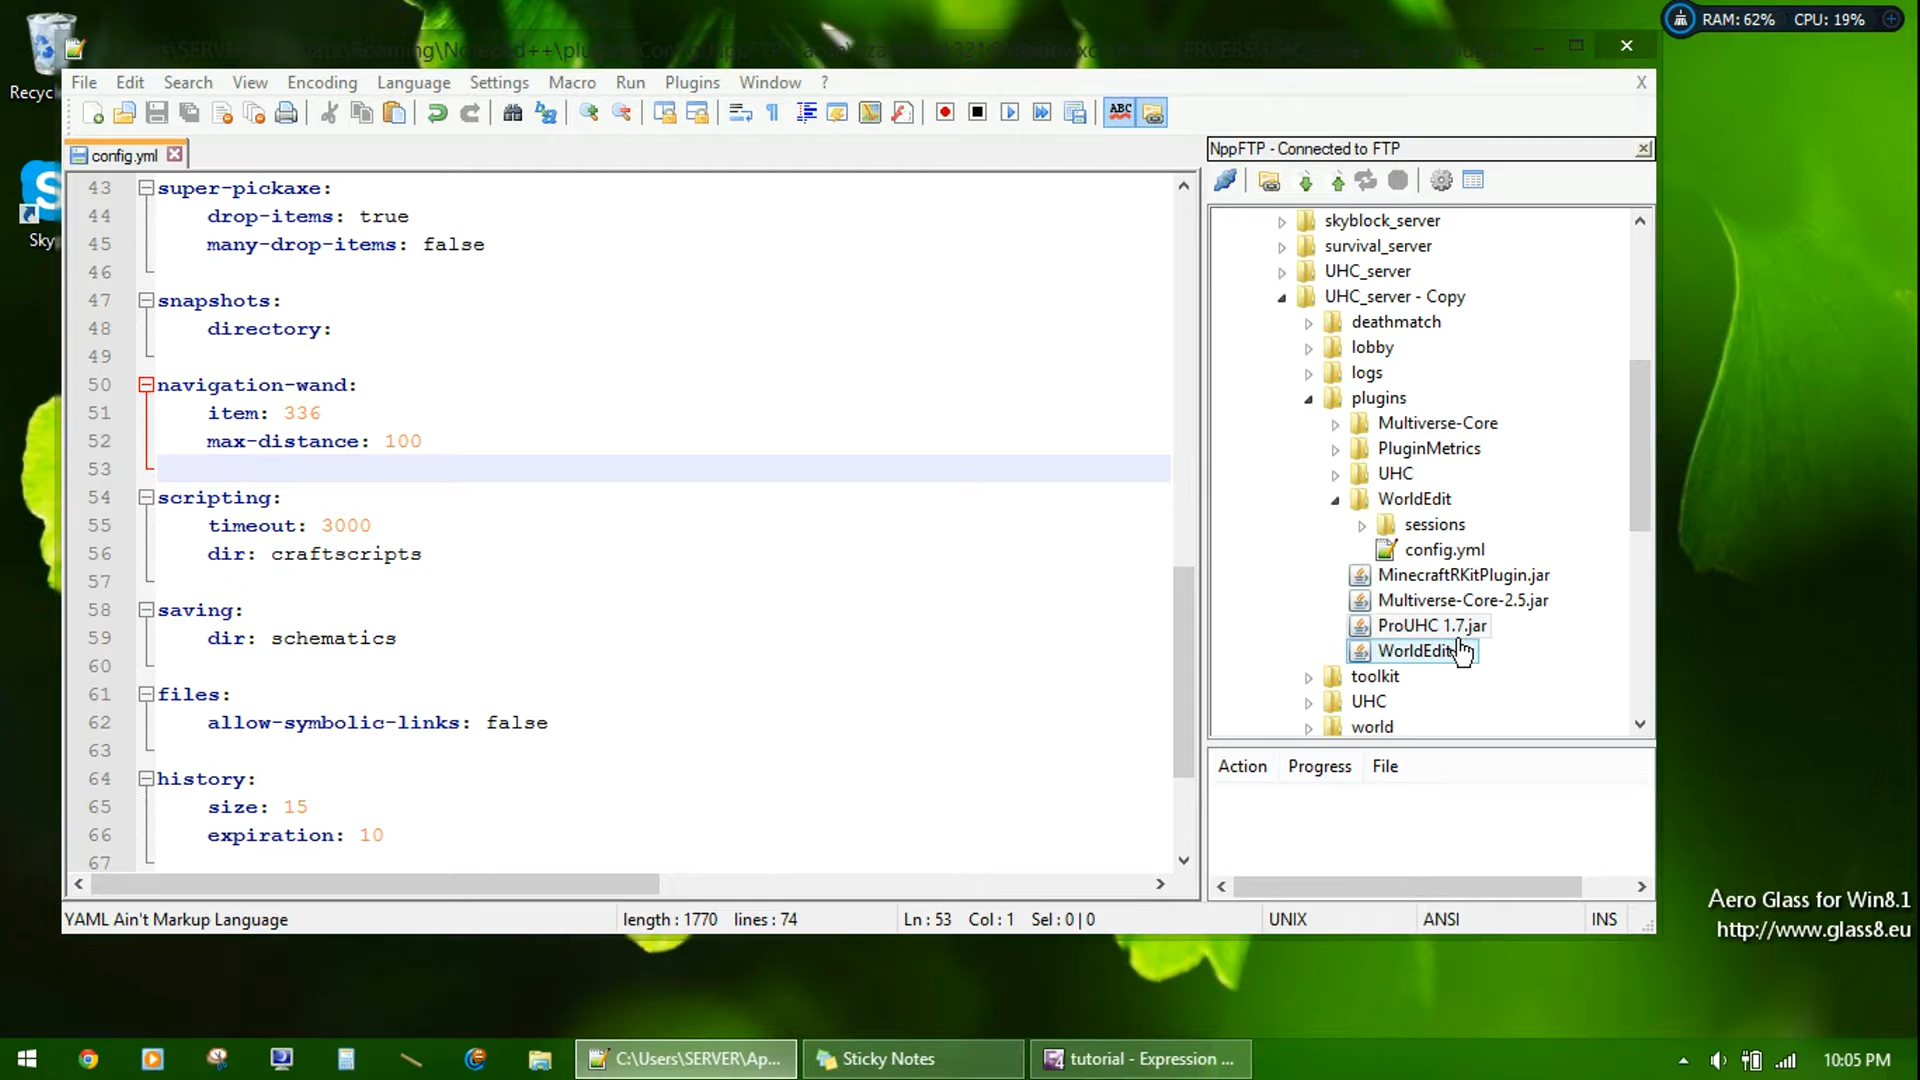 RAM: 62% CPU: 19%
Recyc
File Edit Search View Encoding Language Settings Macro Run Plugins Window ? X
ABC
config.yml
NppFTP - Connected to FTP
43 super-pickaxe:
44 drop-items: true
45 many-drop-items: false
46
47 snapshots:
48 directory:
49
50 navigation-wand:
51 item: 336
52 max-distance: 100
53
54 scripting:
55 timeout: 3000
56 dir: craftscripts
57
58 saving:
59 dir: schematics
60
61 files:
62 allow-symbolic-links: false
63
64 history:
65 size: 15
66 expiration: 10
67
skyblock_server
survival_server
UHC_server
UHC_server - Copy
deathmatch
lobby
logs
plugins
Multiverse-Core
PluginMetrics
UHC
WorldEdit
sessions
config.yml
MinecraftRKitPlugin.jar
Multiverse-Core-2.5.jar
ProUHC 1.7.jar
WorldEdit
toolkit
UHC
world
Action Progress File
Sky
YAML Ain't Markup Language length : 1770 lines : 74 Ln : 53 Col : 1 Sel : 0 | 0 UNIX ANSI INS
Aero Glass for Win8.1
http://www.glass8.eu
C:\Users\SERVER\Ap... Sticky Notes tutorial - Expression ... 10:05 PM